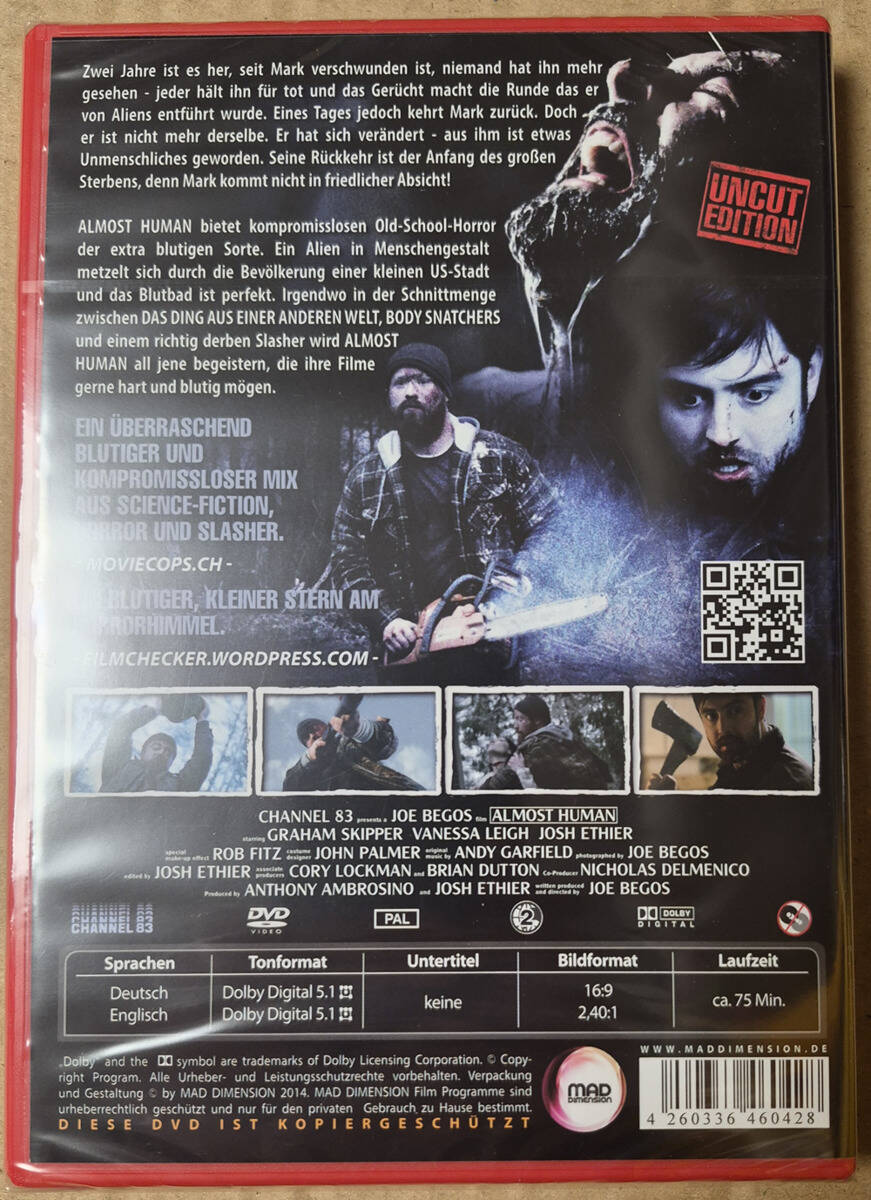 Zwei Jahre ist es her, seit Mark verschwunden ist, niemand hat ihn mehr
gesehen - jeder hält ihn für tot und das Gerücht macht die Runde das er
von Aliens entführt wurde. Eines Tages jedoch kehrt Mark zurück. Doch
er ist nicht mehr derselbe. Er hat sich verändert - aus ihm ist etwas
Unmenschliches geworden. Seine Rückkehr ist der Anfang des großen
Sterbens, denn Mark kommt nicht in friedlicher Absicht!
UNCUT
EDITION
ALMOST HUMAN bietet kompromisslosen Old-School-Horror
der extra blutigen Sorte. Ein Alien in Menschengestalt
metzelt sich durch die Bevölkerung einer kleinen US-Stadt
und das Blutbad ist perfekt. Irgendwo in der Schnittmenge
zwischen DAS DING AUS EINER ANDEREN WELT, BODY SNATCHERS
und einem richtig derben Slasher wird ALMOST
HUMAN all jene begeistern, die ihre Filme
gerne hart und blutig mögen.
EIN ÜBERRASCHEND
BLUTIGER UND
KOMPROMISSLOSER MIX
AUS SCIENCE-FICTION,
HORROR UND SLASHER.
- MOVIECOPS.CH -
BLUTIGER, KLEINER STERN AM
- FILMCHECKER.WORDPRESS.COM -
CHANNEL 83 presents a JOE BEGOS film ALMOST HUMAN
starring GRAHAM SKIPPER VANESSA LEIGH JOSH ETHIER
special make-up effect ROB FITZ costume designer JOHN PALMER original music by ANDY GARFIELD photographed by JOE BEGOS
edited by JOSH ETHIER associate producers CORY LOCKMAN and BRIAN DUTTON Co-Producer NICHOLAS DELMENICO
Produced by ANTHONY AMBROSINO and JOSH ETHIER written produced and directed by JOE BEGOS
CHANNEL 83
DVD VIDEO
PAL
2
DOLBY DIGITAL
Sprachen Tonformat Untertitel Bildformat Laufzeit
Deutsch Dolby Digital 5.1 keine 16:9 ca. 75 Min.
Englisch Dolby Digital 5.1 2,40:1
„Dolby“ and the symbol are trademarks of Dolby Licensing Corporation. © Copy-
right Program. Alle Urheber- und Leistungsschutzrechte vorbehalten. Verpackung
und Gestaltung © by MAD DIMENSION 2014. MAD DIMENSION Film Programme sind
urheberrechtlich geschützt und nur für den privaten Gebrauch zu Hause bestimmt.
DIESE DVD IST KOPIERGESCHÜTZT
MAD
DIMENSION
WWW.MADDIMENSION.DE
4 260336 460428